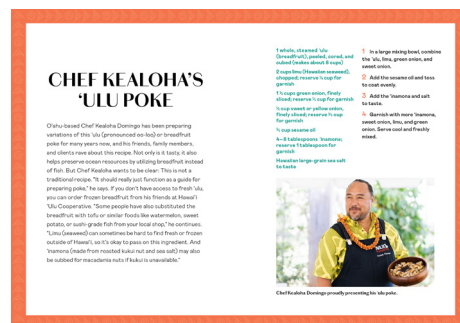 CHEF KEALOHA'S
'ULU POKE
O'ahu-based Chef Kealoha Domingo has been preparing
variations of this 'ulu (pronounced oo-loo) or breadfruit
poke for many years now, and his friends, family members,
and clients rave about this recipe. Not only is it tasty, it also
helps preserve ocean resources by utilizing breadfruit instead
of fish. But Chef Kealoha wants to be clear: This is not a
traditional recipe. "It should really just function as a guide for
preparing poke," he says. If you don't have access to fresh 'ulu,
you can order frozen breadfruit from his friends at Hawai'i
'Ulu Cooperative. "Some people have also substituted the
breadfruit with tofu or similar foods like watermelon, sweet
potato, or sushi-grade fish from your local shop," he continues.
"Limu (seaweed) can sometimes be hard to find fresh or frozen
outside of Hawai'i, so it's okay to pass on this ingredient. And
'inamona (made from roasted kukui nut and sea salt) may also
be subbed for macadamia nuts if kukui is unavailable."
1 whole, steamed 'ulu
(breadfruit), peeled, cored, and
cubed (makes about 8 cups)
2 cups limu (Hawaiian seaweed),
chopped; reserve ½ cup for
garnish
1 ½ cups green onion, finely
sliced; reserve ½ cup for garnish
cup sweet or yellow onion,
finely sliced; reserve ½ cup
for garnish
cup sesame oil
4–8 tablespoons 'inamona;
reserve 1 tablespoon for
garnish
Hawaiian large-grain sea salt
to taste
1 In a large mixing bowl, combine
the 'ulu, limu, green onion, and
sweet onion.
2 Add the sesame oil and toss
to coat evenly.
3 Add the 'inamona and salt
to taste.
4 Garnish with more 'inamona,
sweet onion, limu, and green
onion. Serve cool and freshly
mixed.
Chef Kealoha Domingo proudly presenting his 'ulu poke.